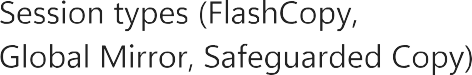 Session types (FlashCopy,
Global Mirror, Safeguarded Copy)